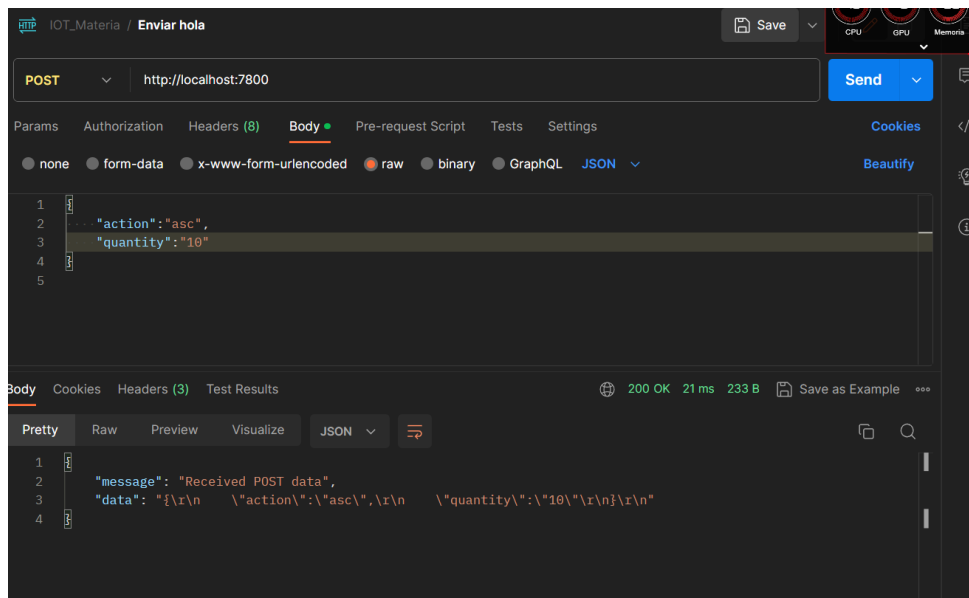 HTTP IOT_Materia / Enviar hola Save
CPU GPU Memoria
POST http://localhost:7800 Send
Params Authorization Headers (8) Body Pre-request Script Tests Settings Cookies
none form-data x-www-form-urlencoded raw binary GraphQL JSON Beautify
1 {
2 "action":"asc",
3 "quantity":"10"
4 }
5
Body Cookies Headers (3) Test Results 200 OK 21 ms 233 B Save as Example
Pretty Raw Preview Visualize JSON
1 {
2 "message": "Received POST data",
3 "data": "{\r\n    \"action\":\"asc\",\r\n    \"quantity\":\"10\"\r\n}\r\n"
4 }